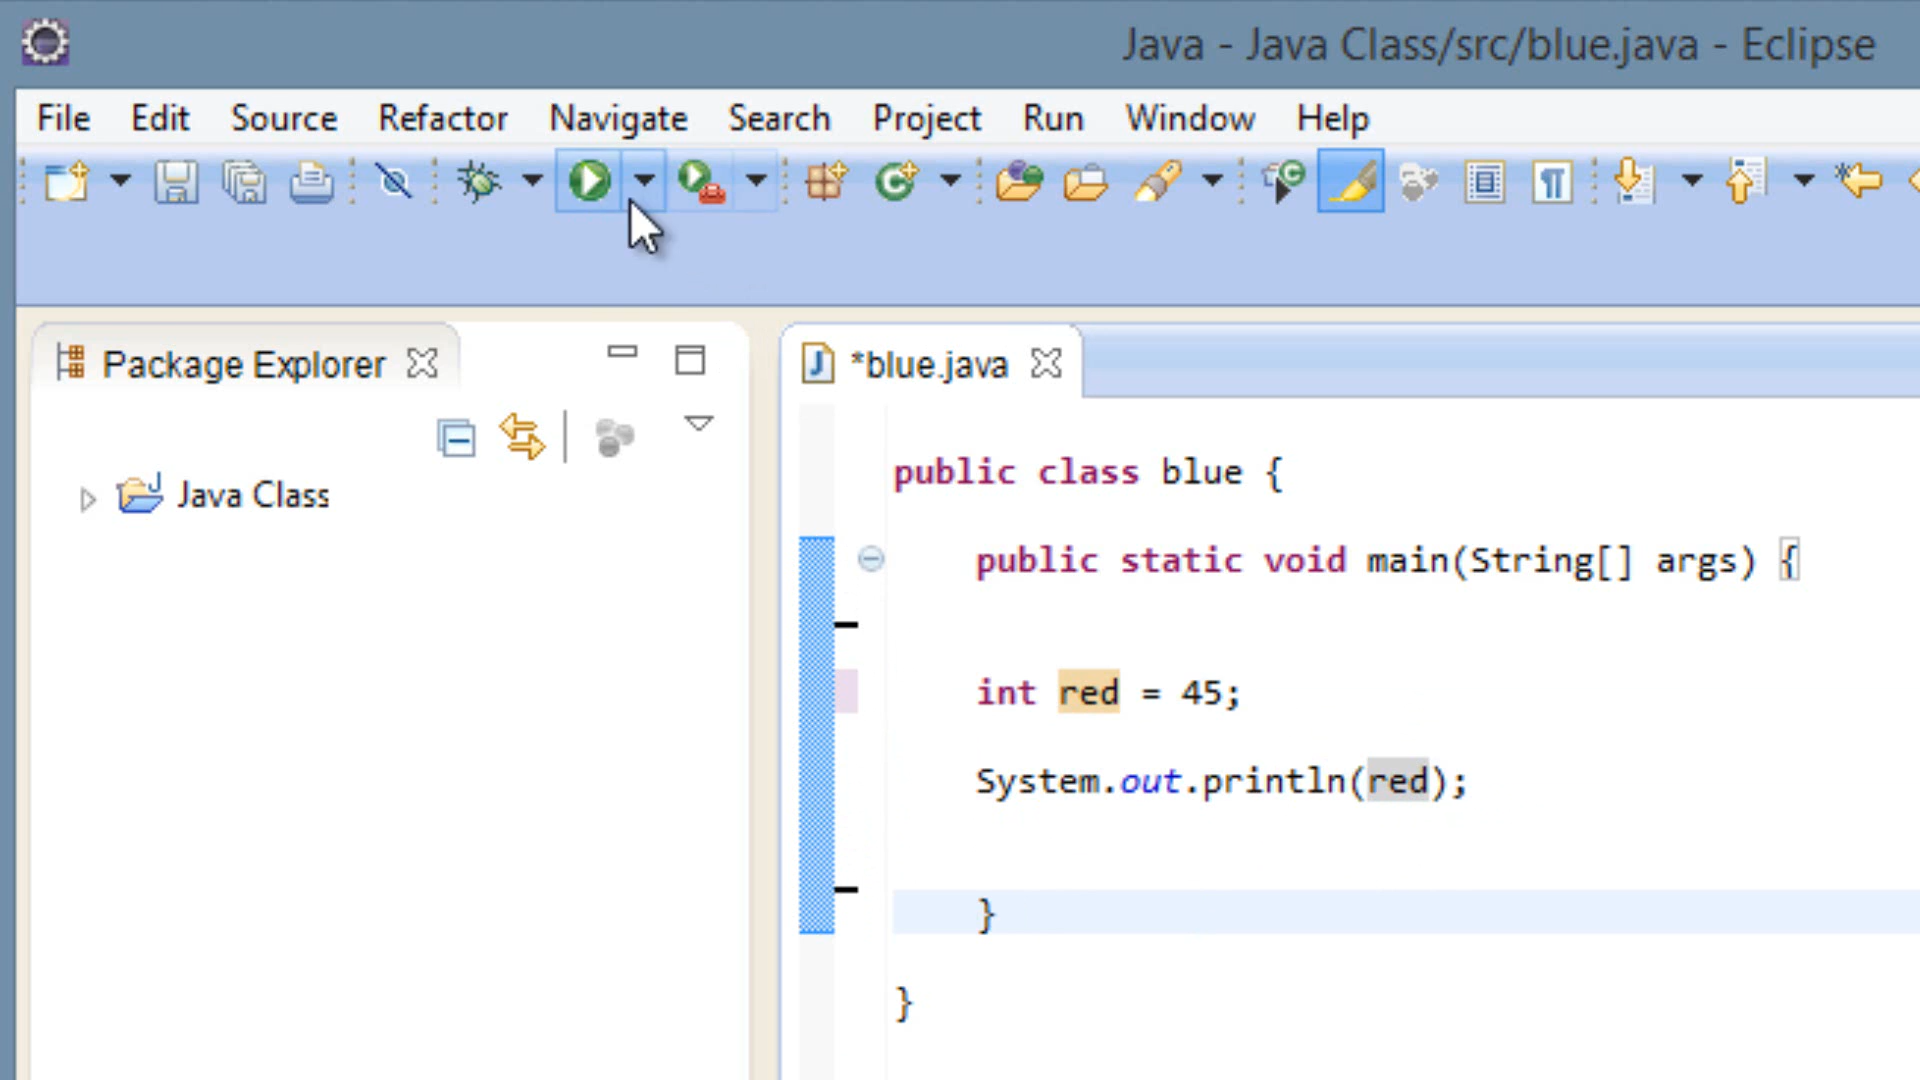 Java - Java Class/src/blue.java - Eclipse
File Edit Source Refactor Navigate Search Project Run Window Help
Package Explorer
*blue.java
Java Class
public class blue {
public static void main(String[] args) {
int red = 45;
System.out.println(red);
}
}